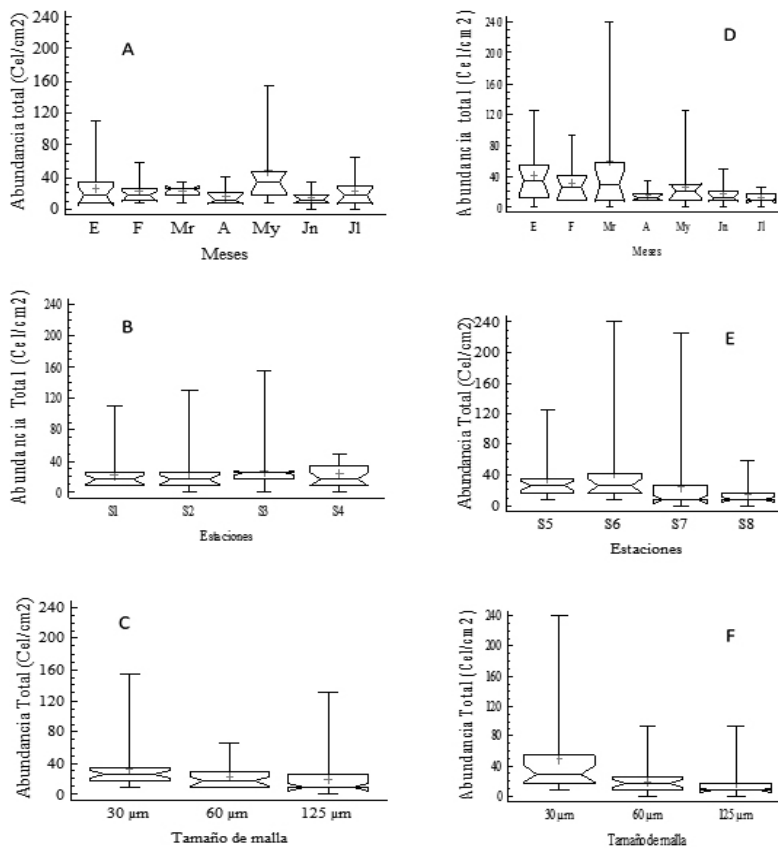 A
Abundancia total (Cel/cm2)
240
200
160
120
80
40
0
E F Mr A My Jn Jl
Meses
D
Abundancia total (Cel/cm2)
240
200
160
120
80
40
0
E F Mr A My Jn Jl
Meses
B
Abundancia Total (Cel/cm2)
240
200
160
120
80
40
0
S1 S2 S3 S4
Estaciones
E
Abundancia Total (Cel/cm2)
240
200
160
120
80
40
0
S5 S6 S7 S8
Estaciones
C
Abundancia Total (Cel/cm2)
240
200
160
120
80
40
0
30 µm 60 µm 125 µm
Tamaño de malla
F
Abundancia Total (Cel/cm2)
240
200
160
120
80
40
0
30 µm 60 µm 125 µm
Tamaño de malla